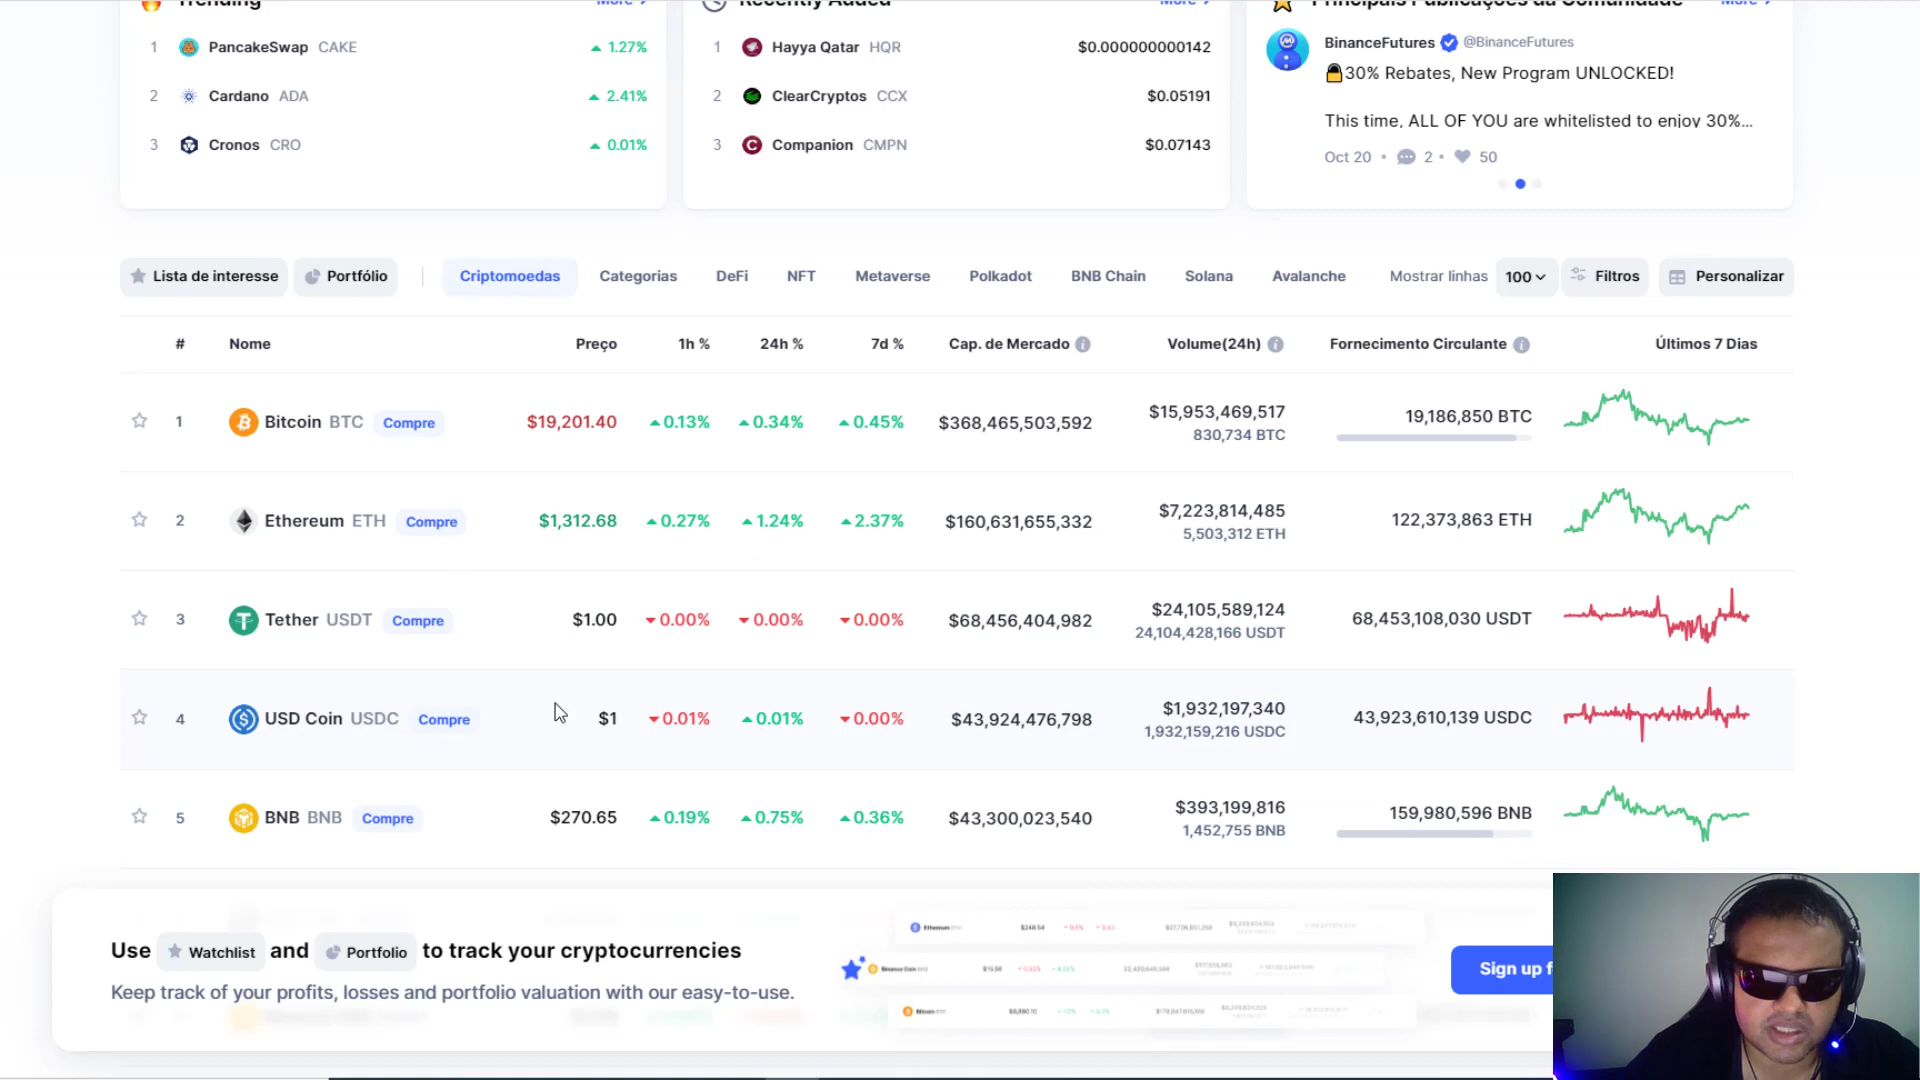 Trending
More
1 PancakeSwap CAKE 1.27%
2 Cardano ADA 2.41%
3 Cronos CRO 0.01%
Recently Added
More
1 Hayya Qatar HQR $0.000000000142
2 ClearCryptos CCX $0.05191
3 Companion CMPN $0.07143
Principais Publicações da Comunidade
More
BinanceFutures @BinanceFutures
30% Rebates, New Program UNLOCKED!
This time, ALL OF YOU are whitelisted to enjoy 30%...
Oct 20 • 2 • 50
Lista de interesse Portfólio Criptomoedas Categorias DeFi NFT Metaverse Polkadot BNB Chain Solana Avalanche Mostrar linhas 100 Filtros Personalizar
# Nome Preço 1h % 24h % 7d % Cap. de Mercado Volume(24h) Fornecimento Circulante Últimos 7 Dias
1 Bitcoin BTC Compre $19,201.40 0.13% 0.34% 0.45% $368,465,503,592 $15,953,469,517 19,186,850 BTC
830,734 BTC
2 Ethereum ETH Compre $1,312.68 0.27% 1.24% 2.37% $160,631,655,332 $7,223,814,485 122,373,863 ETH
5,503,312 ETH
3 Tether USDT Compre $1.00 0.00% 0.00% 0.00% $68,456,404,982 $24,105,589,124 68,453,108,030 USDT
24,104,428,166 USDT
4 USD Coin USDC Compre $1 0.01% 0.01% 0.00% $43,924,476,798 $1,932,197,340 43,923,610,139 USDC
1,932,159,216 USDC
5 BNB BNB Compre $270.65 0.19% 0.75% 0.36% $43,300,023,540 $393,199,816 159,980,596 BNB
1,452,755 BNB
Use Watchlist and Portfolio to track your cryptocurrencies
Keep track of your profits, losses and portfolio valuation with our easy-to-use.
Sign up f